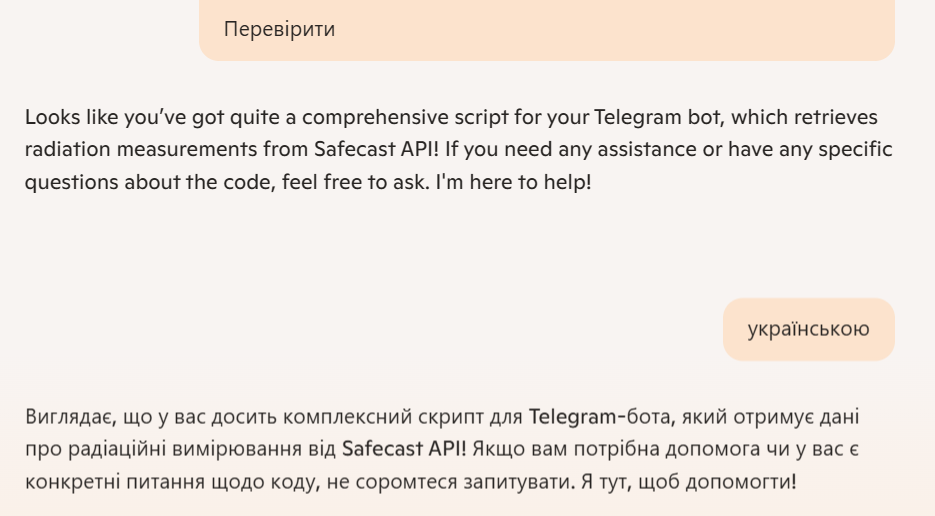 Перевірити
Looks like you’ve got quite a comprehensive script for your Telegram bot, which retrieves
radiation measurements from Safecast API! If you need any assistance or have any specific
questions about the code, feel free to ask. I'm here to help!
українською
Виглядає, що у вас досить комплексний скрипт для Telegram-бота, який отримує дані
про радіаційні вимірювання від Safecast API! Якщо вам потрібна допомога чи у вас є
конкретні питання щодо коду, не соромтеся запитувати. Я тут, щоб допомогти!